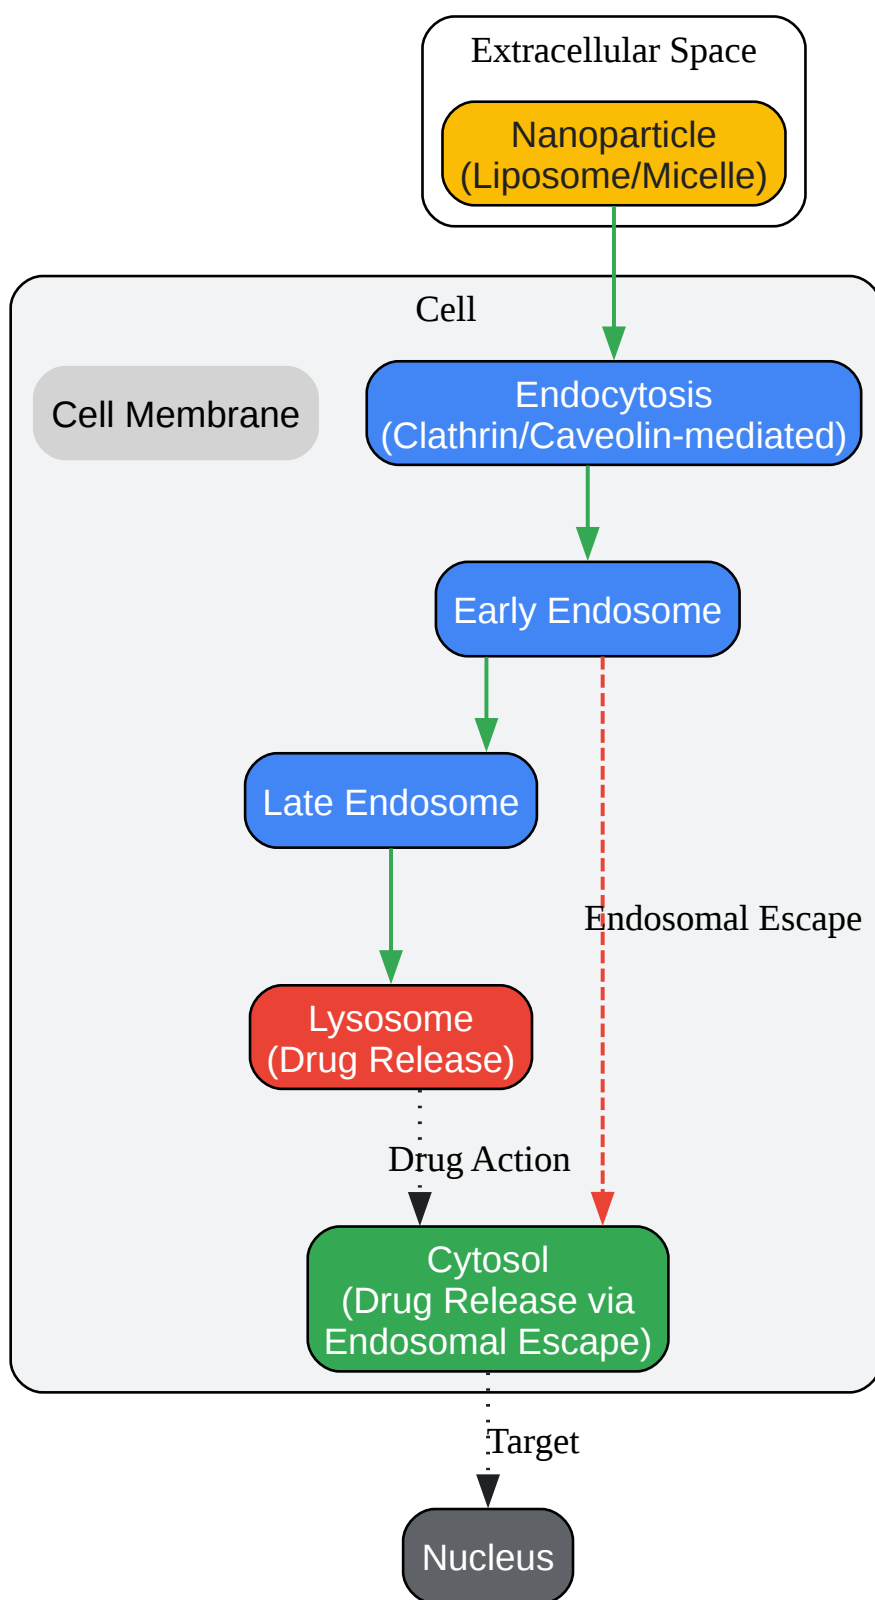 Extracellular Space
Nanoparticle
(Liposome/Micelle)
Cell
Cell Membrane
Endocytosis
(Clathrin/Caveolin-mediated)
Early Endosome
Late Endosome
Endosomal Escape
Lysosome
(Drug Release)
Drug Action
Cytosol
(Drug Release via
Endosomal Escape)
Target
Nucleus